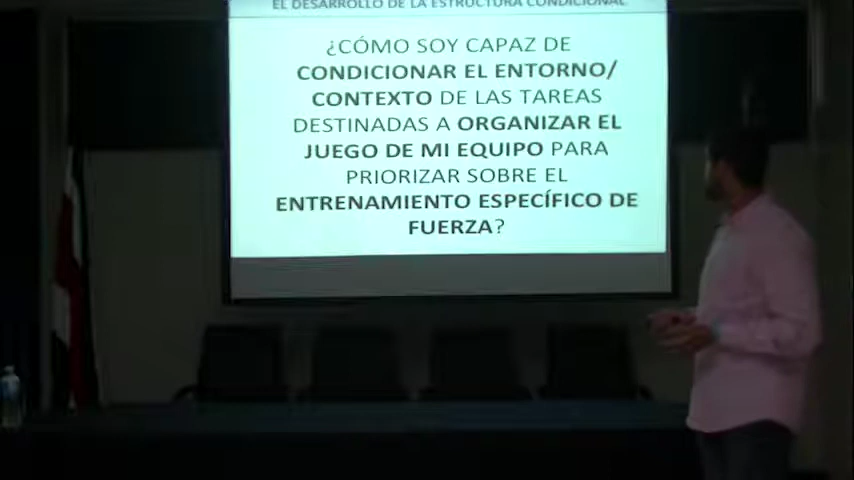 EL DESARROLLO DE LA ESTRUCTURA CONDICIONAL
¿CÓMO SOY CAPAZ DE
CONDICIONAR EL ENTORNO/
CONTEXTO DE LAS TAREAS
DESTINADAS A ORGANIZAR EL
JUEGO DE MI EQUIPO PARA
PRIORIZAR SOBRE EL
ENTRENAMIENTO ESPECÍFICO DE
FUERZA?